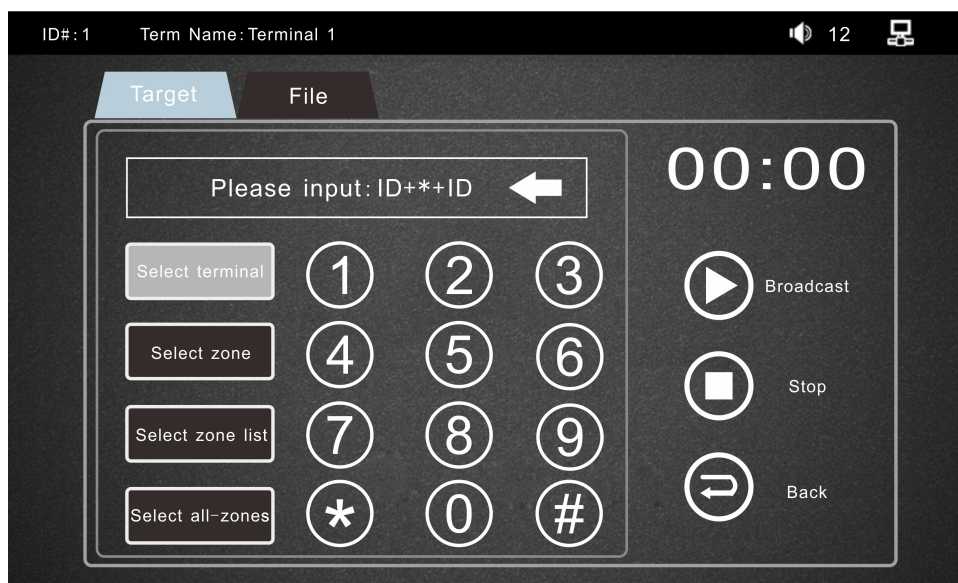 ID#:1 Term Name:Terminal 1 12
Target File
Please input:ID+*+ID
00:00
Select terminal 1 2 3
Broadcast
Select zone 4 5 6
Stop
Select zone list 7 8 9
Back
Select all-zones * 0 #